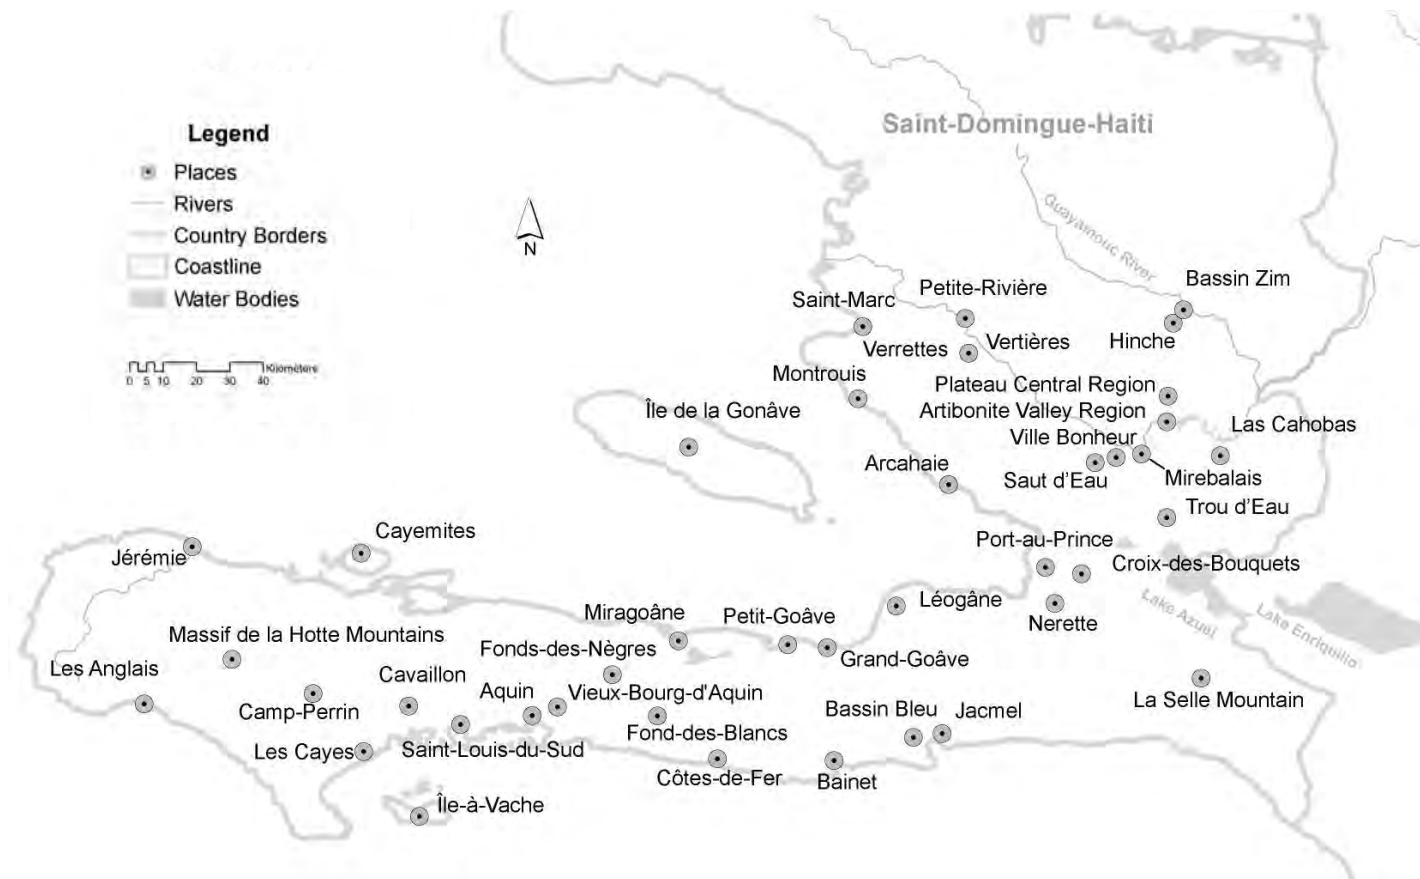 Saint-Domingue-Haiti
Legend
Places
Rivers
Country Borders
Coastline
Water Bodies
Kilometers
0 5 10 20 30 40
N
Guayamouc River
Bassin Zim
Petite-Rivière
Saint-Marc
Hinche
Vertières
Verrettes
Montrouis
Plateau Central Region
Île de la Gonâve
Artibonite Valley Region
Las Cahobas
Ville Bonheur
Arcahaie
Saut d'Eau
Mirebalais
Trou d'Eau
Cayemites
Port-au-Prince
Jérémie
Croix-des-Bouquets
Léogâne
Lake Azuei
Lake Enriquillo
Miragoâne
Petit-Goâve
Nerette
Massif de la Hotte Mountains
Fonds-des-Nègres
Grand-Goâve
Les Anglais
Cavaillon
Aquin
Vieux-Bourg-d'Aquin
La Selle Mountain
Camp-Perrin
Bassin Bleu
Jacmel
Fond-des-Blancs
Les Cayes
Saint-Louis-du-Sud
Côtes-de-Fer
Bainet
Île-à-Vache